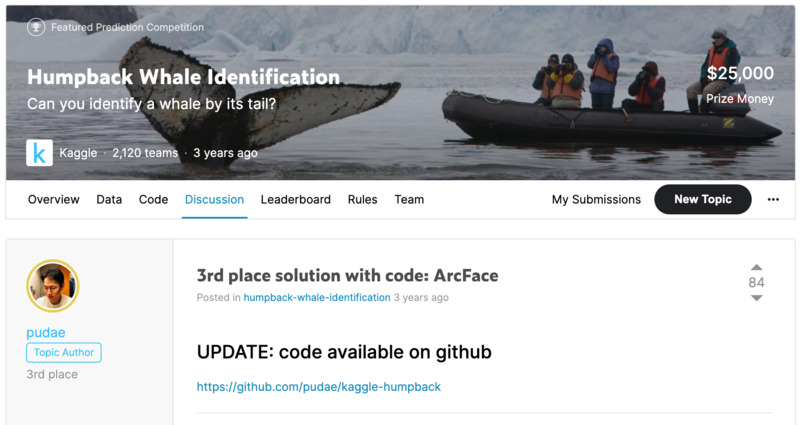 Featured Prediction Competition
Humpback Whale Identification
Can you identify a whale by its tail?
$25,000
Prize Money
k Kaggle · 2,120 teams · 3 years ago
Overview Data Code Discussion Leaderboard Rules Team My Submissions New Topic
3rd place solution with code: ArcFace
84
Posted in humpback-whale-identification 3 years ago
pudae
Topic Author
3rd place
UPDATE: code available on github
https://github.com/pudae/kaggle-humpback